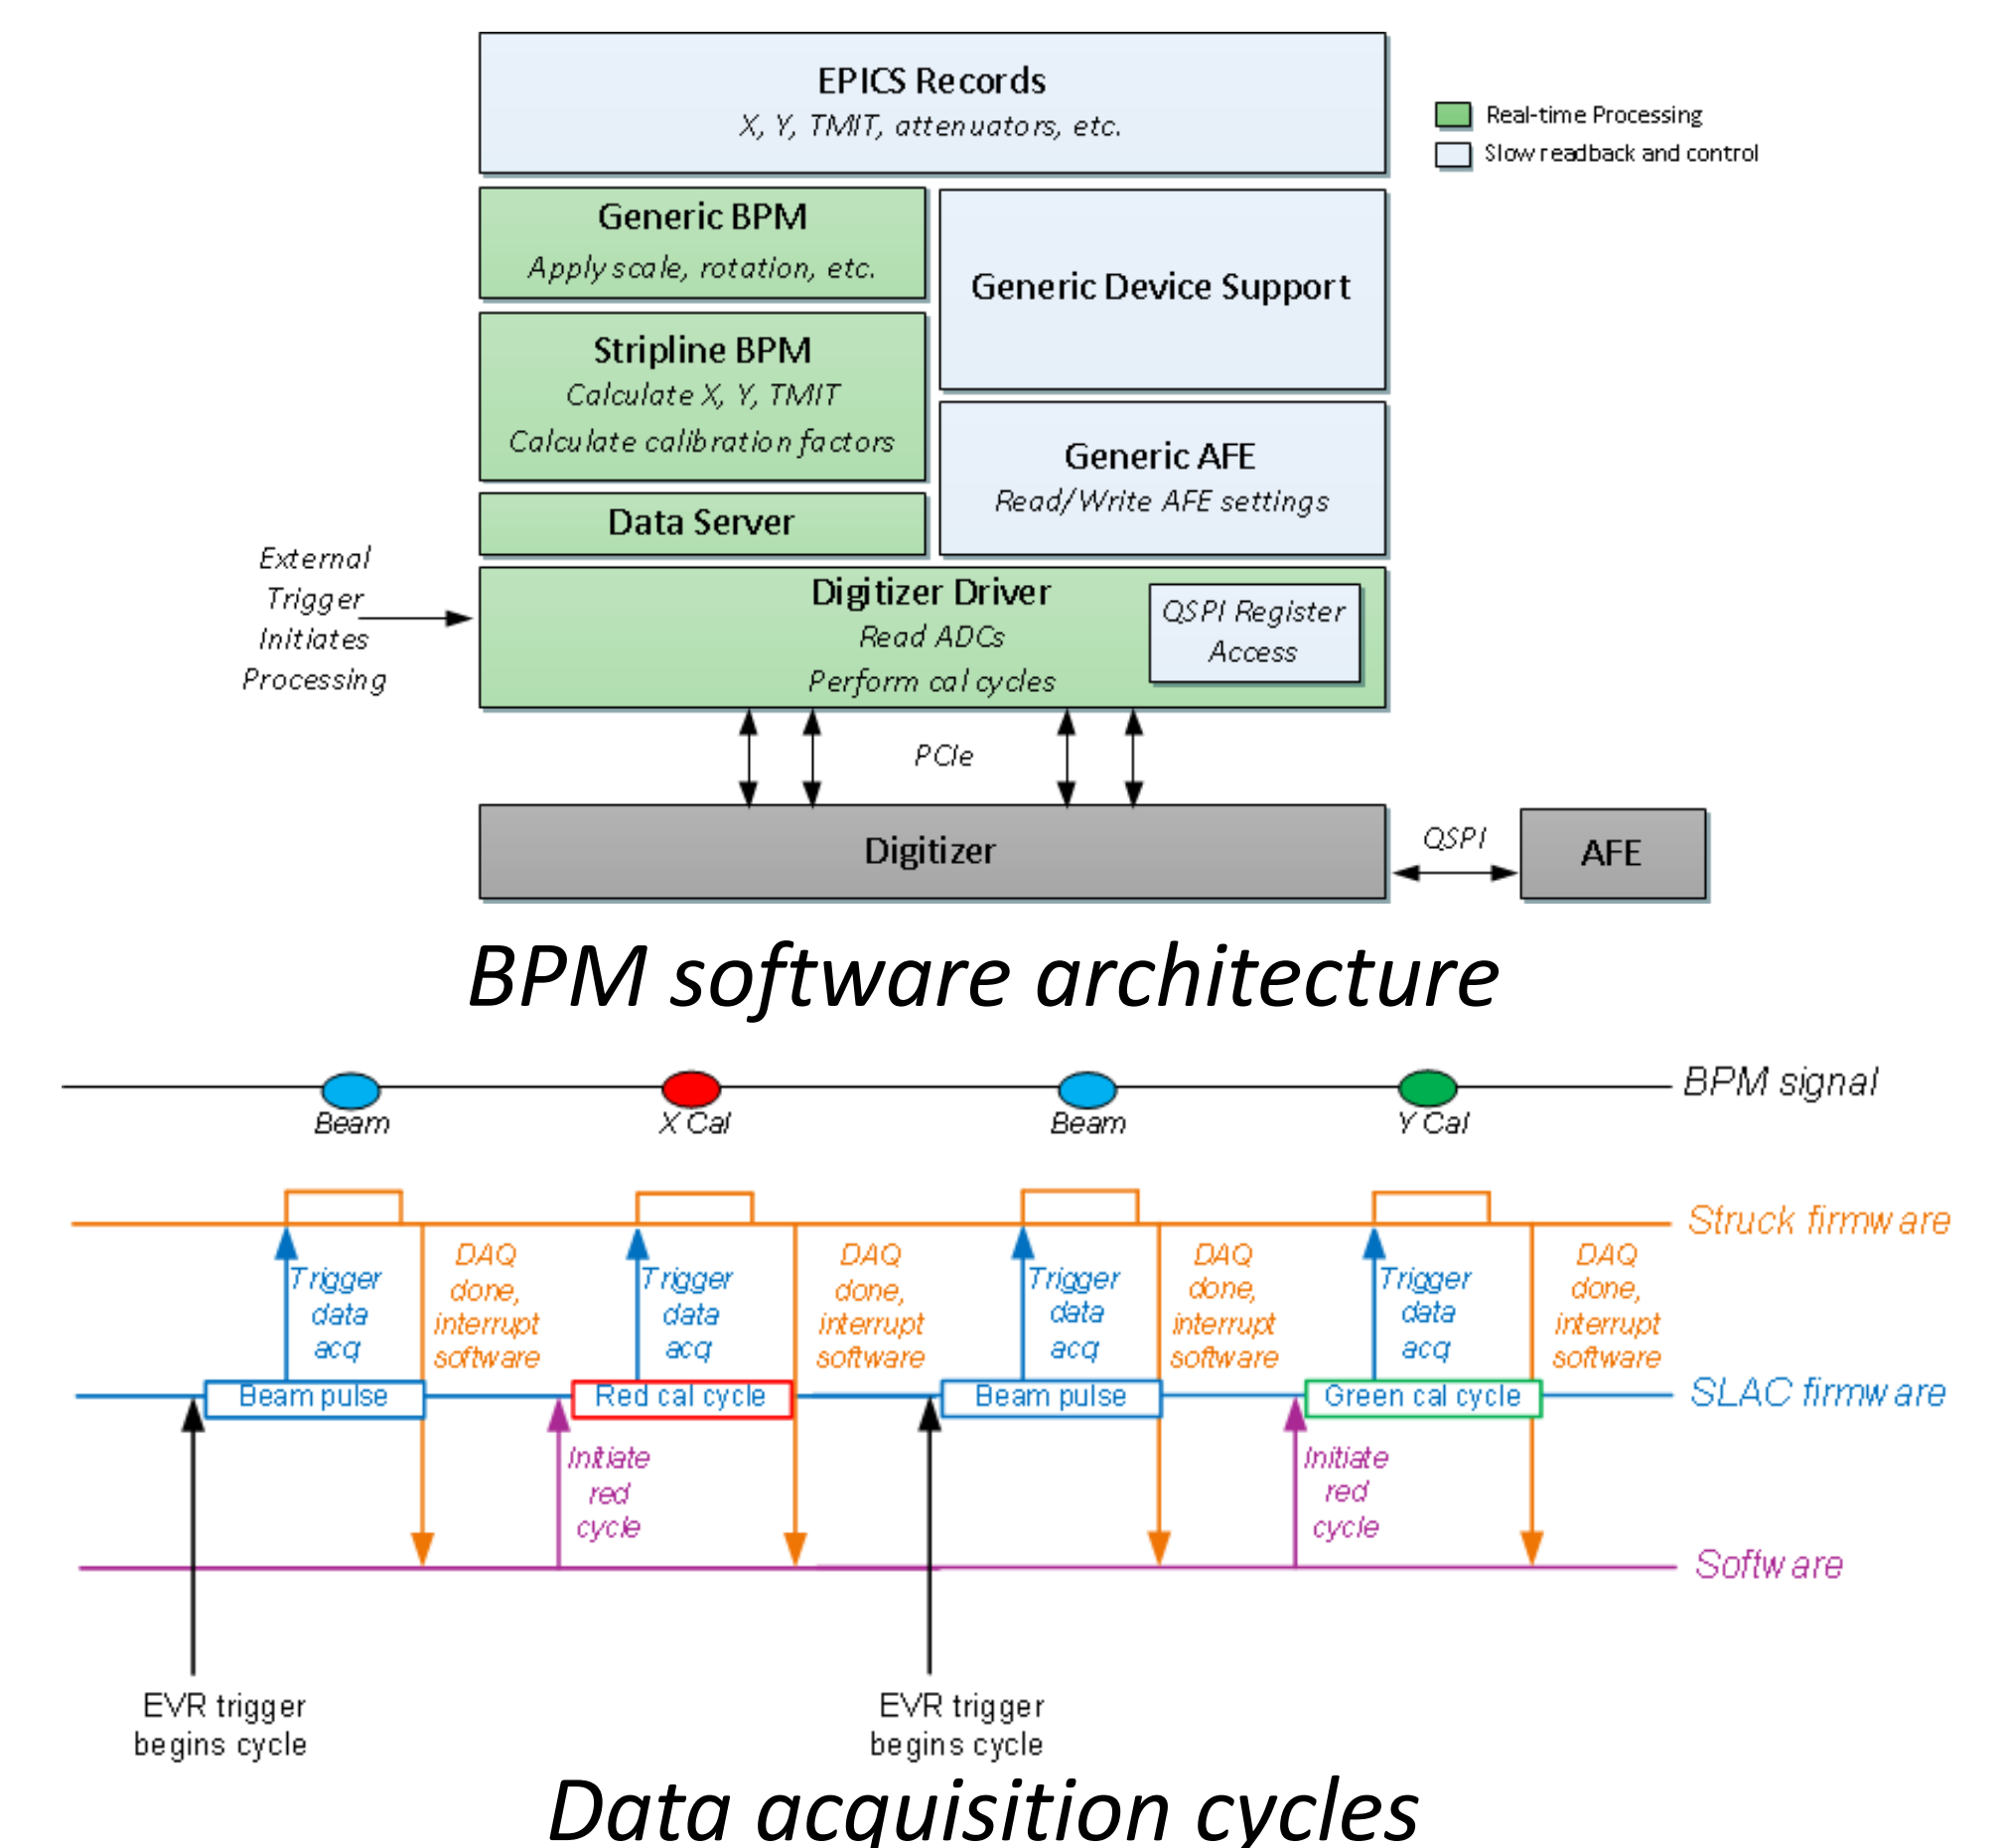 EPICS Records
X, Y, TMIT, attenuators, etc.
Real-time Processing
Slow readback and control
Generic BPM
Apply scale, rotation, etc.
Generic Device Support
Stripline BPM
Calculate X, Y, TMIT
Calculate calibration factors
Generic AFE
Read/Write AFE settings
Data Server
External
Trigger
Initiates
Processing
Digitizer Driver
Read ADCs
Perform cal cycles
QSPI Register
Access
PCIe
Digitizer
QSPI
AFE
BPM software architecture
BPM signal
Beam
X Cal
Beam
Y Cal
Struck firmware
Trigger
data
acq
DAQ
done,
interrupt
software
Trigger
data
acq
DAQ
done,
interrupt
software
Trigger
data
acq
DAQ
done,
interrupt
software
Trigger
data
acq
DAQ
done,
interrupt
software
Beam pulse
Red cal cycle
Beam pulse
Green cal cycle
SLAC firmware
Initiate
red
cycle
Initiate
red
cycle
Software
EVR trigger
begins cycle
EVR trigger
begins cycle
Data acquisition cycles